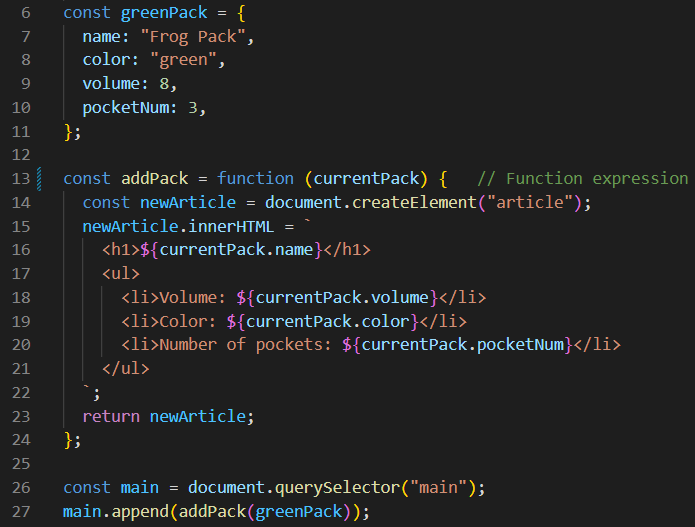 6 const greenPack = {
7   name: "Frog Pack",
8   color: "green",
9   volume: 8,
10   pocketNum: 3,
11 };
12
13 const addPack = function (currentPack) {   // Function expression
14   const newArticle = document.createElement("article");
15   newArticle.innerHTML = `
16     <h1>${currentPack.name}</h1>
17     <ul>
18       <li>Volume: ${currentPack.volume}</li>
19       <li>Color: ${currentPack.color}</li>
20       <li>Number of pockets: ${currentPack.pocketNum}</li>
21     </ul>
22   `;
23   return newArticle;
24 };
25
26 const main = document.querySelector("main");
27 main.append(addPack(greenPack));